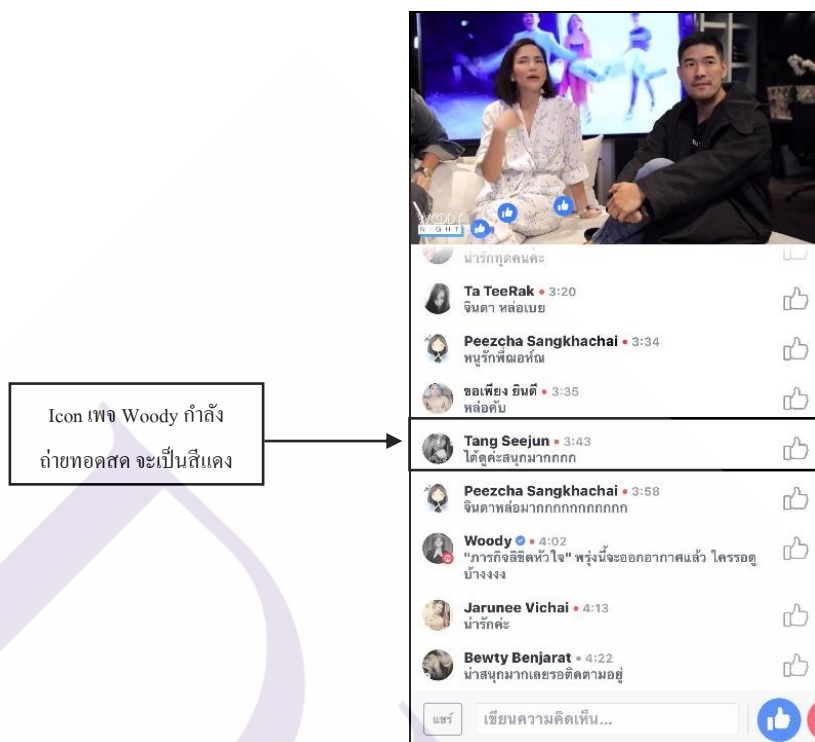 WOODY
NIGHT
น่ารักทุดคนค่ะ
Ta TeeRak • 3:20
จินตา หล่อเบย
Peezcha Sangkhachai • 3:34
หนูรักพี่ฌอห์ณ
ขอเพียง ยินดี • 3:35
หล่อคับ
Icon เพจ Woody กำลัง
ถ่ายทอดสด จะเป็นสีแดง
Tang Seejun • 3:43
ได้ดูค่ะสนุกมากกกก
Peezcha Sangkhachai • 3:58
จินตาหล่อมากกกกกกกกกกก
Woody • 4:02
"ภารกิจลิขิตหัวใจ" พรุ่งนี้จะออกอากาศแล้ว ใครรอดู
บ้างงงง
Jarunee Vichai • 4:13
น่ารักค่ะ
Bewty Benjarat • 4:22
น่าสนุกมากเลยรอติดตามอยู่
แชร์
เขียนความคิดเห็น...